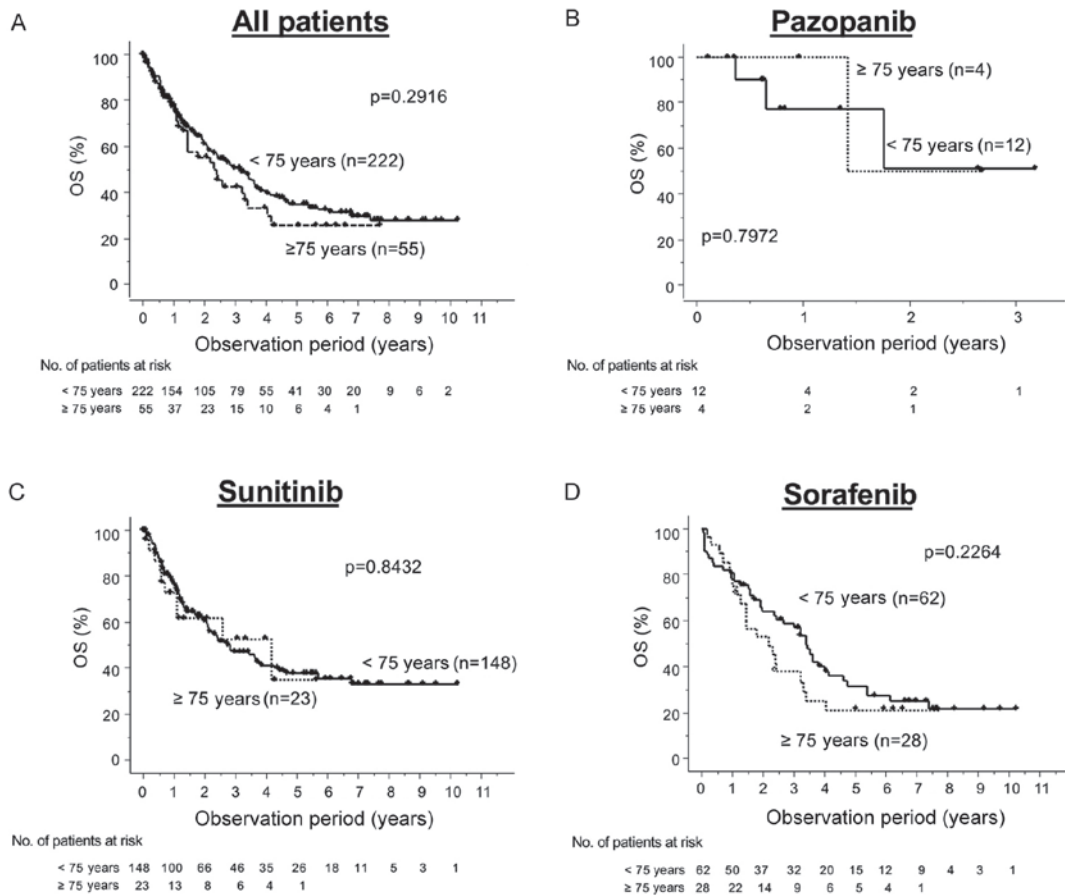 A
All patients
100
80
60
40
20
0
OS (%)
p=0.2916
< 75 years (n=222)
≥75 years (n=55)
0 1 2 3 4 5 6 7 8 9 10 11
Observation period (years)
No. of patients at risk
< 75 years 222 154 105 79 55 41 30 20 9 6 2
≥ 75 years 55 37 23 15 10 6 4 1
B
Pazopanib
100
80
60
40
20
0
OS (%)
≥ 75 years (n=4)
< 75 years (n=12)
p=0.7972
0 1 2 3
Observation period (years)
No. of patients at risk
< 75 years 12 4 2 1
≥ 75 years 4 2 1
C
Sunitinib
100
80
60
40
20
0
OS (%)
p=0.8432
< 75 years (n=148)
≥ 75 years (n=23)
0 1 2 3 4 5 6 7 8 9 10 11
Observation period (years)
No. of patients at risk
< 75 years 148 100 66 46 35 26 18 11 5 3 1
≥ 75 years 23 13 8 6 4 1
D
Sorafenib
100
80
60
40
20
0
OS (%)
p=0.2264
< 75 years (n=62)
≥ 75 years (n=28)
0 1 2 3 4 5 6 7 8 9 10 11
Observation period (years)
No. of patients at risk
< 75 years 62 50 37 32 20 15 12 9 4 3 1
≥ 75 years 28 22 14 9 6 5 4 1